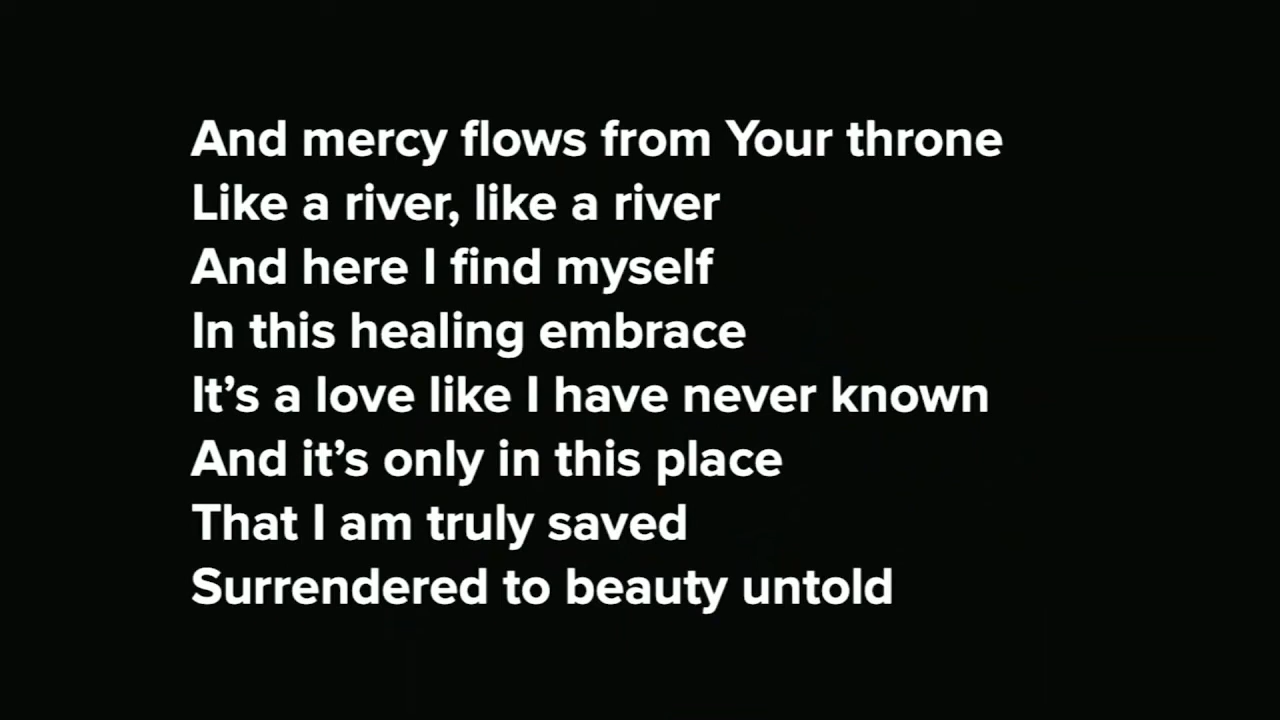 And mercy flows from Your throne
Like a river, like a river
And here I find myself
In this healing embrace
It’s a love like I have never known
And it’s only in this place
That I am truly saved
Surrendered to beauty untold